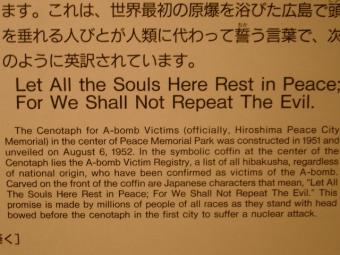 ます。これは、世界最初の原爆を浴びた広島で頭
を垂れる人びとが人類に代わって誓う言葉で、次
のように英訳されています。
Let All the Souls Here Rest in Peace;
For We Shall Not Repeat The Evil.
The Cenotaph for A-bomb Victims (officially, Hiroshima Peace City
Memorial) in the center of Peace Memorial Park was constructed in 1951 and
unveiled on August 6, 1952. In the symbolic coffin at the center of the
Cenotaph lies the A-bomb Victim Registry, a list of all hibakusha, regardless
of national origin, who have been confirmed as victims of the A-bomb.
Carved on the front of the coffin are Japanese characters that mean, "Let All
The Souls Here Rest in Peace; For We Shall Not Repeat The Evil." This
promise is made by millions of people of all races as they stand with head
bowed before the cenotaph in the first city to suffer a nuclear attack.
く]